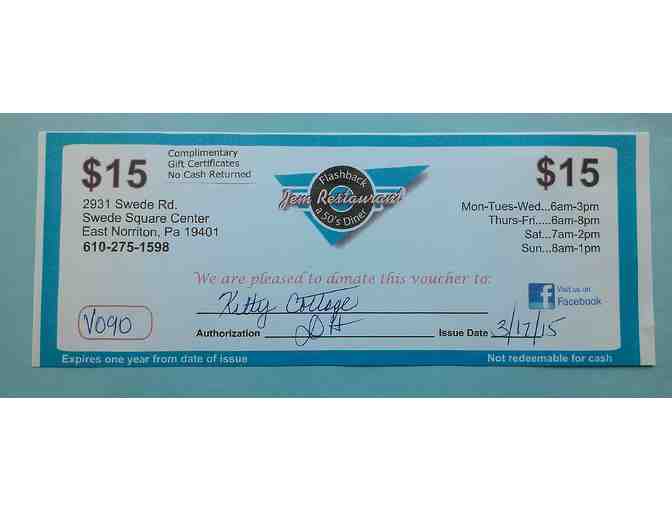 $15
Complimentary
Gift Certificates
No Cash Returned
2931 Swede Rd.
Swede Square Center
East Norriton, Pa 19401
610-275-1598
Flashback
Jem Restaurant
a 50's Diner
$15
Mon-Tues-Wed...6am-3pm
Thurs-Fri.....6am-8pm
Sat...7am-2pm
Sun...8am-1pm
We are pleased to donate this voucher to:
Kitty Cottage
Visit us on
Facebook
V090
Authorization
Issue Date 3/17/15
Expires one year from date of issue
Not redeemable for cash